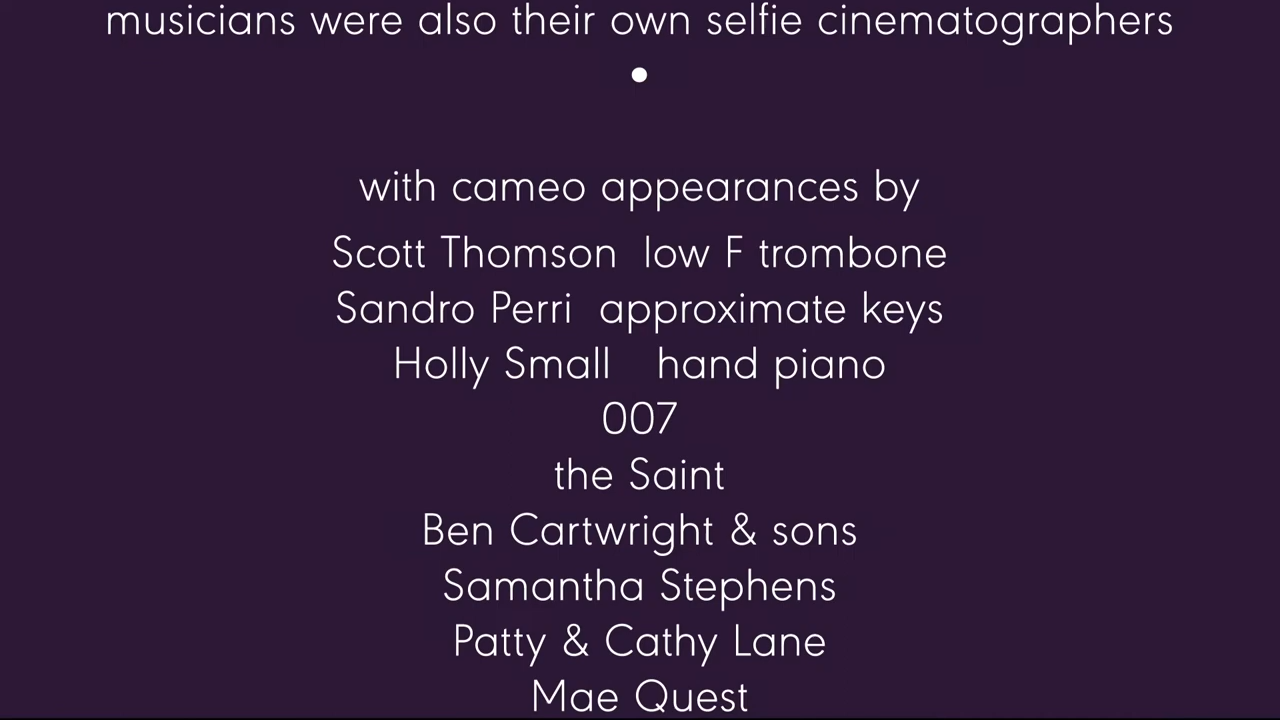 musicians were also their own selfie cinematographers
•
with cameo appearances by
Scott Thomson low F trombone
Sandro Perri approximate keys
Holly Small hand piano
007
the Saint
Ben Cartwright & sons
Samantha Stephens
Patty & Cathy Lane
Mae Quest